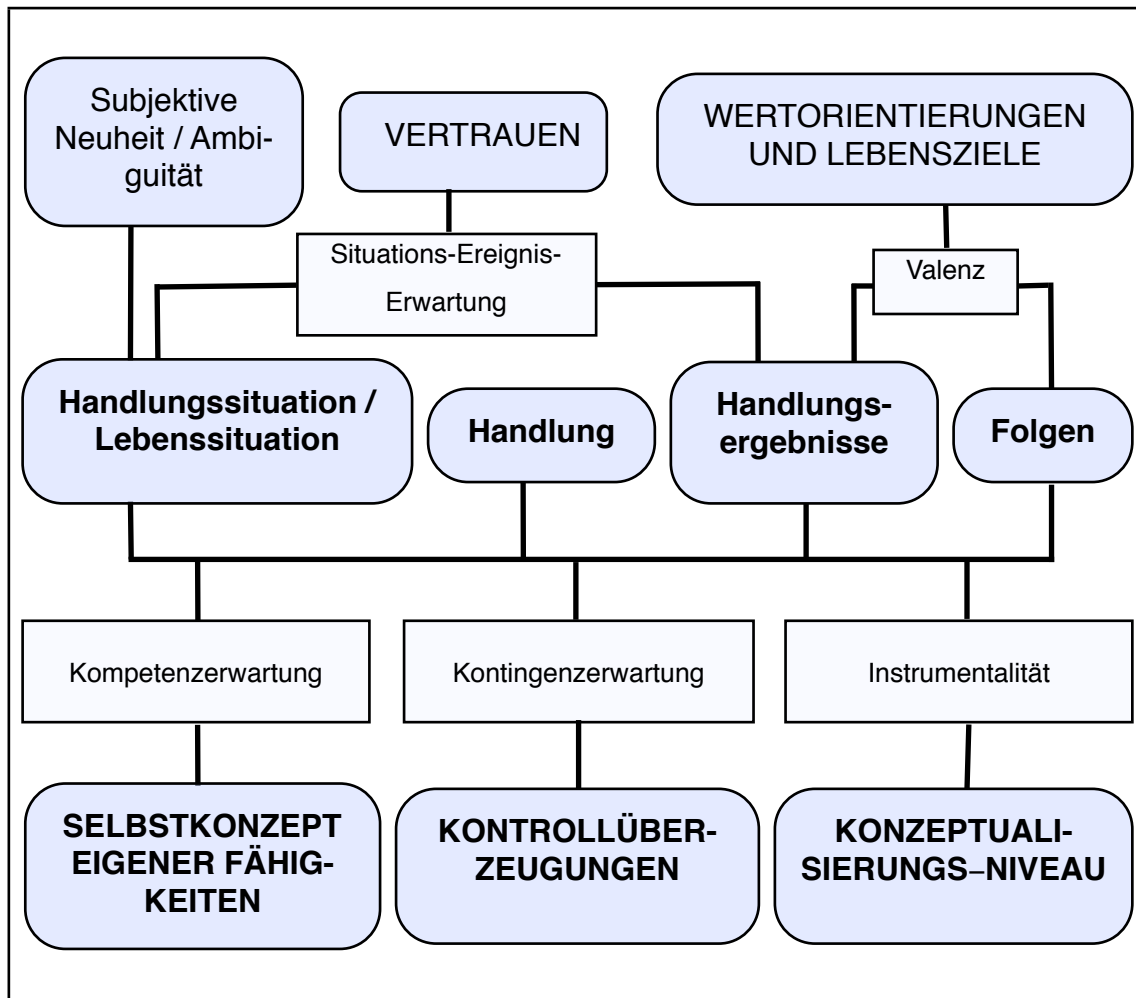 Subjektive
Neuheit / Ambi-
guität
VERTRAUEN
WERTORIENTIERUNGEN
UND LEBENSZIELE
Situations-Ereignis-
Erwartung
Valenz
Handlungssituation /
Lebenssituation
Handlung
Handlungs-
ergebnisse
Folgen
Kompetenzerwartung
Kontingenzerwartung
Instrumentalität
SELBSTKONZEPT
EIGENER FÄHIG-
KEITEN
KONTROLLÜBER-
ZEUGUNGEN
KONZEPTUALI-
SIERUNGS–NIVEAU